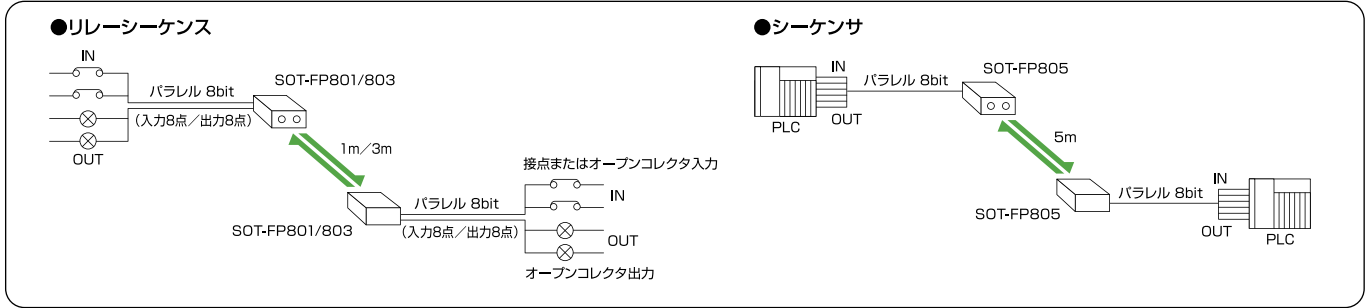 ●リレーシーケンス
IN
SOT-FP801/803
パラレル 8bit
(入力8点／出力8点)
OUT
1m／3m
接点またはオープンコレクタ入力
IN
パラレル 8bit
SOT-FP801/803
(入力8点／出力8点)
OUT
オープンコレクタ出力
●シーケンサ
IN
SOT-FP805
パラレル 8bit
OUT
PLC
5m
IN
パラレル 8bit
SOT-FP805
OUT
PLC